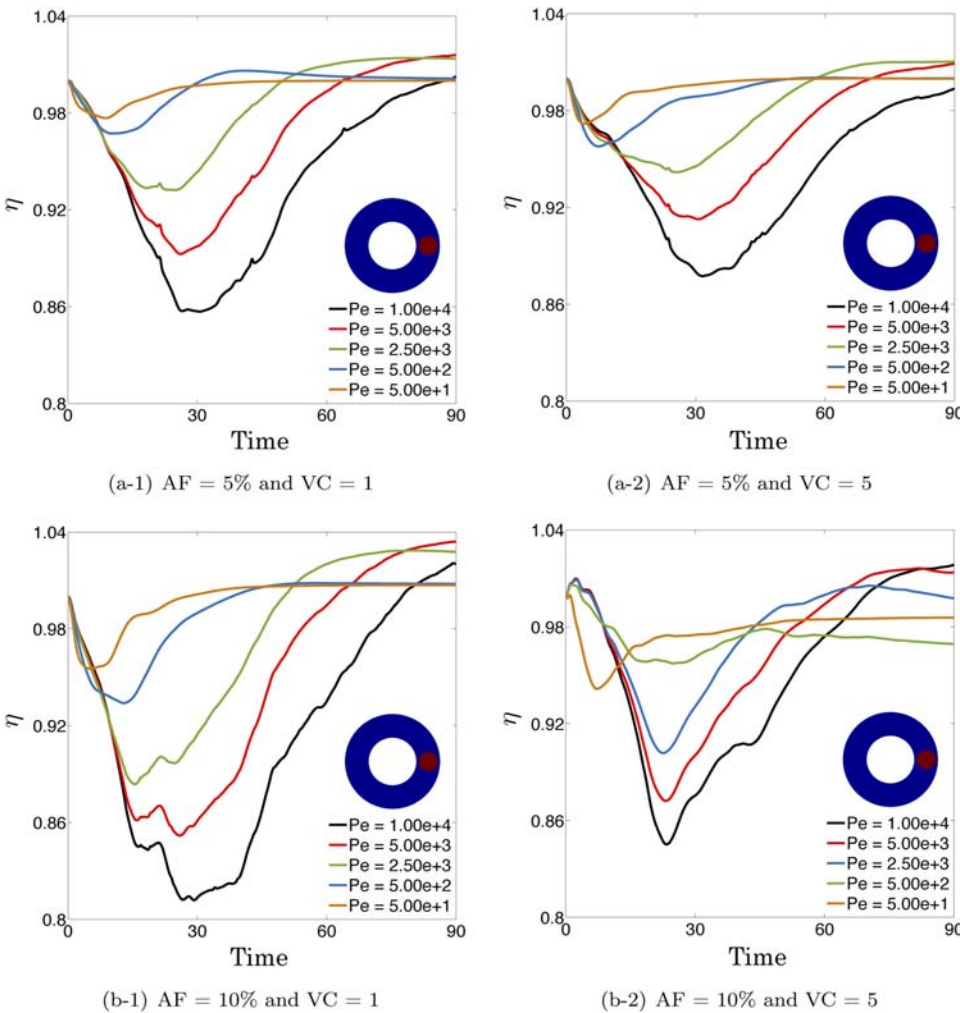 1.04
0.98
η
0.92
0.86
0.8
Pe = 1.00e+4
Pe = 5.00e+3
Pe = 2.50e+3
Pe = 5.00e+2
Pe = 5.00e+1
0 30 60 90
Time
(a-1) AF = 5% and VC = 1
1.04
0.98
η
0.92
0.86
0.8
Pe = 1.00e+4
Pe = 5.00e+3
Pe = 2.50e+3
Pe = 5.00e+2
Pe = 5.00e+1
0 30 60 90
Time
(a-2) AF = 5% and VC = 5
1.04
0.98
η
0.92
0.86
0.8
Pe = 1.00e+4
Pe = 5.00e+3
Pe = 2.50e+3
Pe = 5.00e+2
Pe = 5.00e+1
0 30 60 90
Time
(b-1) AF = 10% and VC = 1
1.04
0.98
η
0.92
0.86
0.8
Pe = 1.00e+4
Pe = 5.00e+3
Pe = 2.50e+3
Pe = 5.00e+2
Pe = 5.00e+1
0 30 60 90
Time
(b-2) AF = 10% and VC = 5